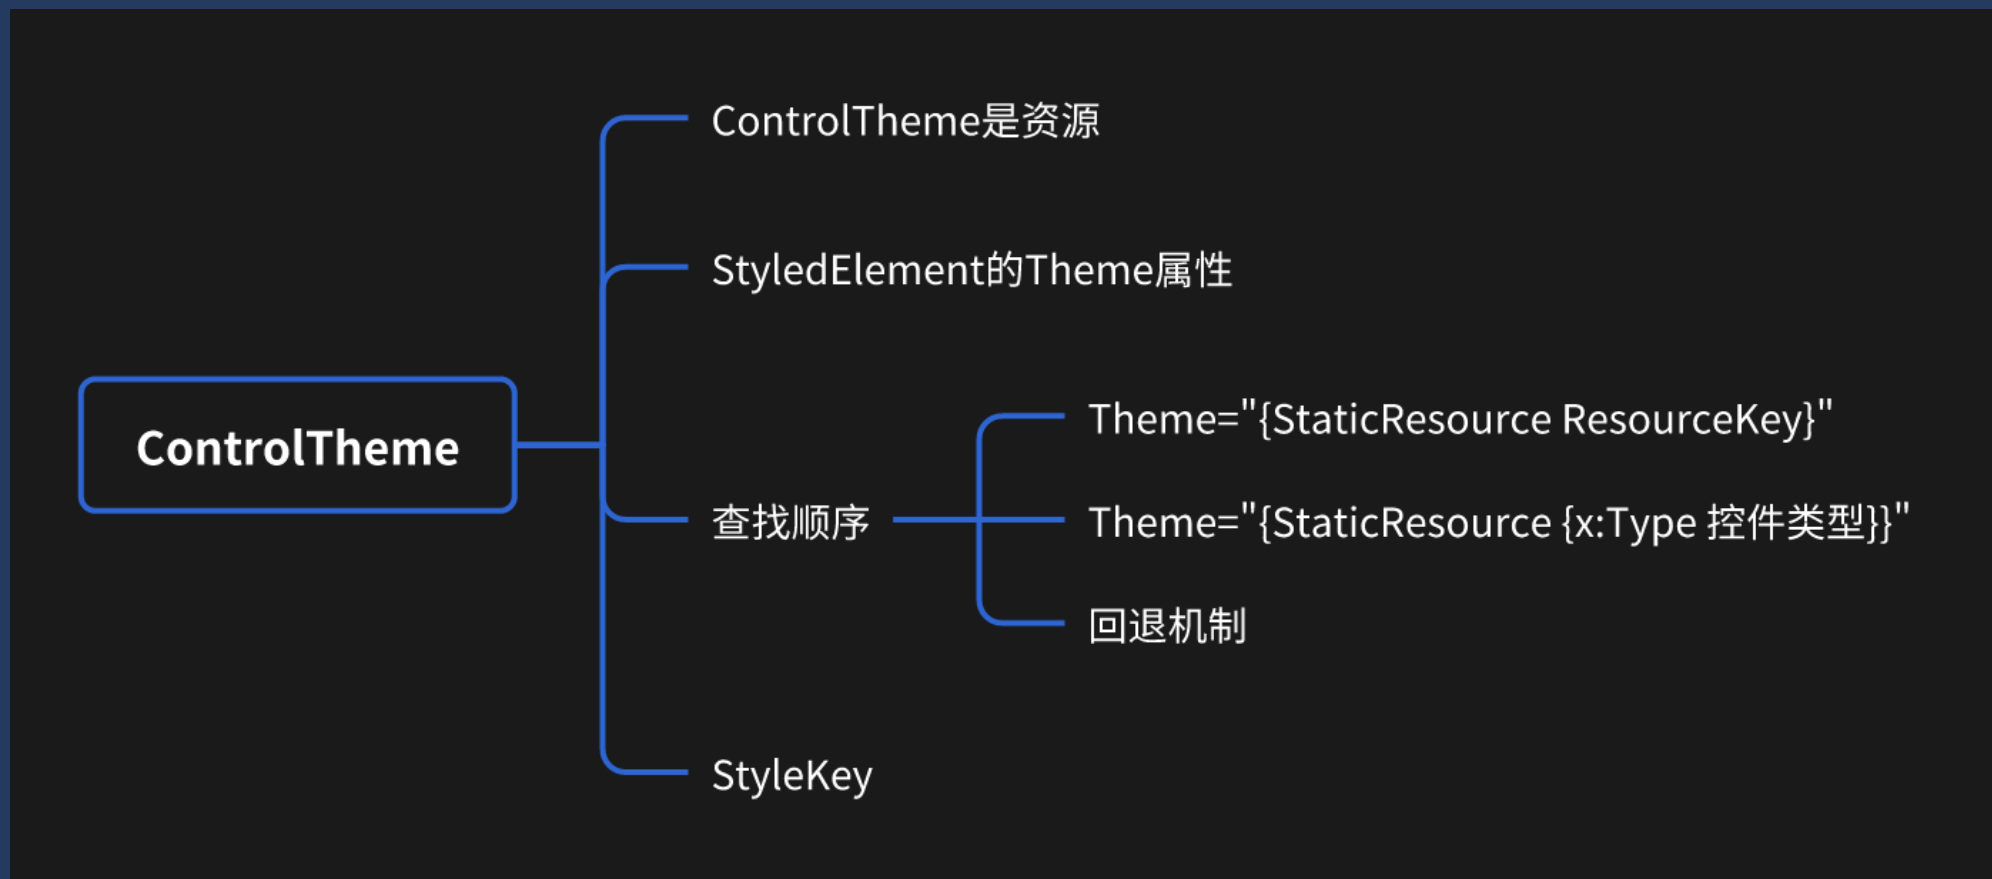 ControlTheme
ControlTheme是资源
StyledElement的Theme属性
查找顺序
Theme="{StaticResource ResourceKey}"
Theme="{StaticResource {x:Type 控件类型}}"
回退机制
StyleKey